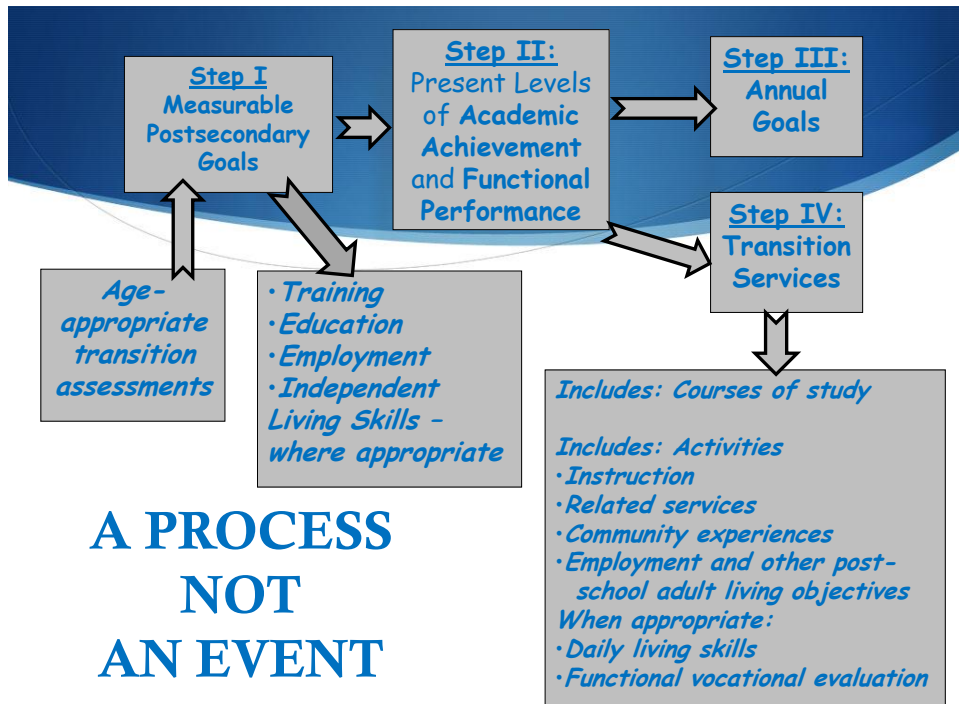 Step I
Measurable
Postsecondary
Goals
Step II:
Present Levels
of Academic
Achievement
and Functional
Performance
Step III:
Annual
Goals
Step IV:
Transition
Services
Age-
appropriate
transition
assessments
•Training
•Education
•Employment
•Independent
Living Skills –
where appropriate
Includes: Courses of study
Includes: Activities
•Instruction
•Related services
•Community experiences
•Employment and other post-
school adult living objectives
When appropriate:
•Daily living skills
•Functional vocational evaluation
A PROCESS
NOT
AN EVENT